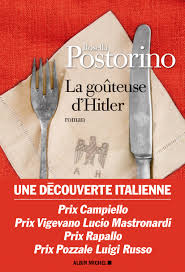 Rosella
Postorino
La goûteuse
d'Hitler
roman
AH
UNE DÉCOUVERTE ITALIENNE
Prix Campiello
Prix Vigevano Lucio Mastronardi
Prix Rapallo
Prix Pozzale Luigi Russo
ALBIN MICHEL